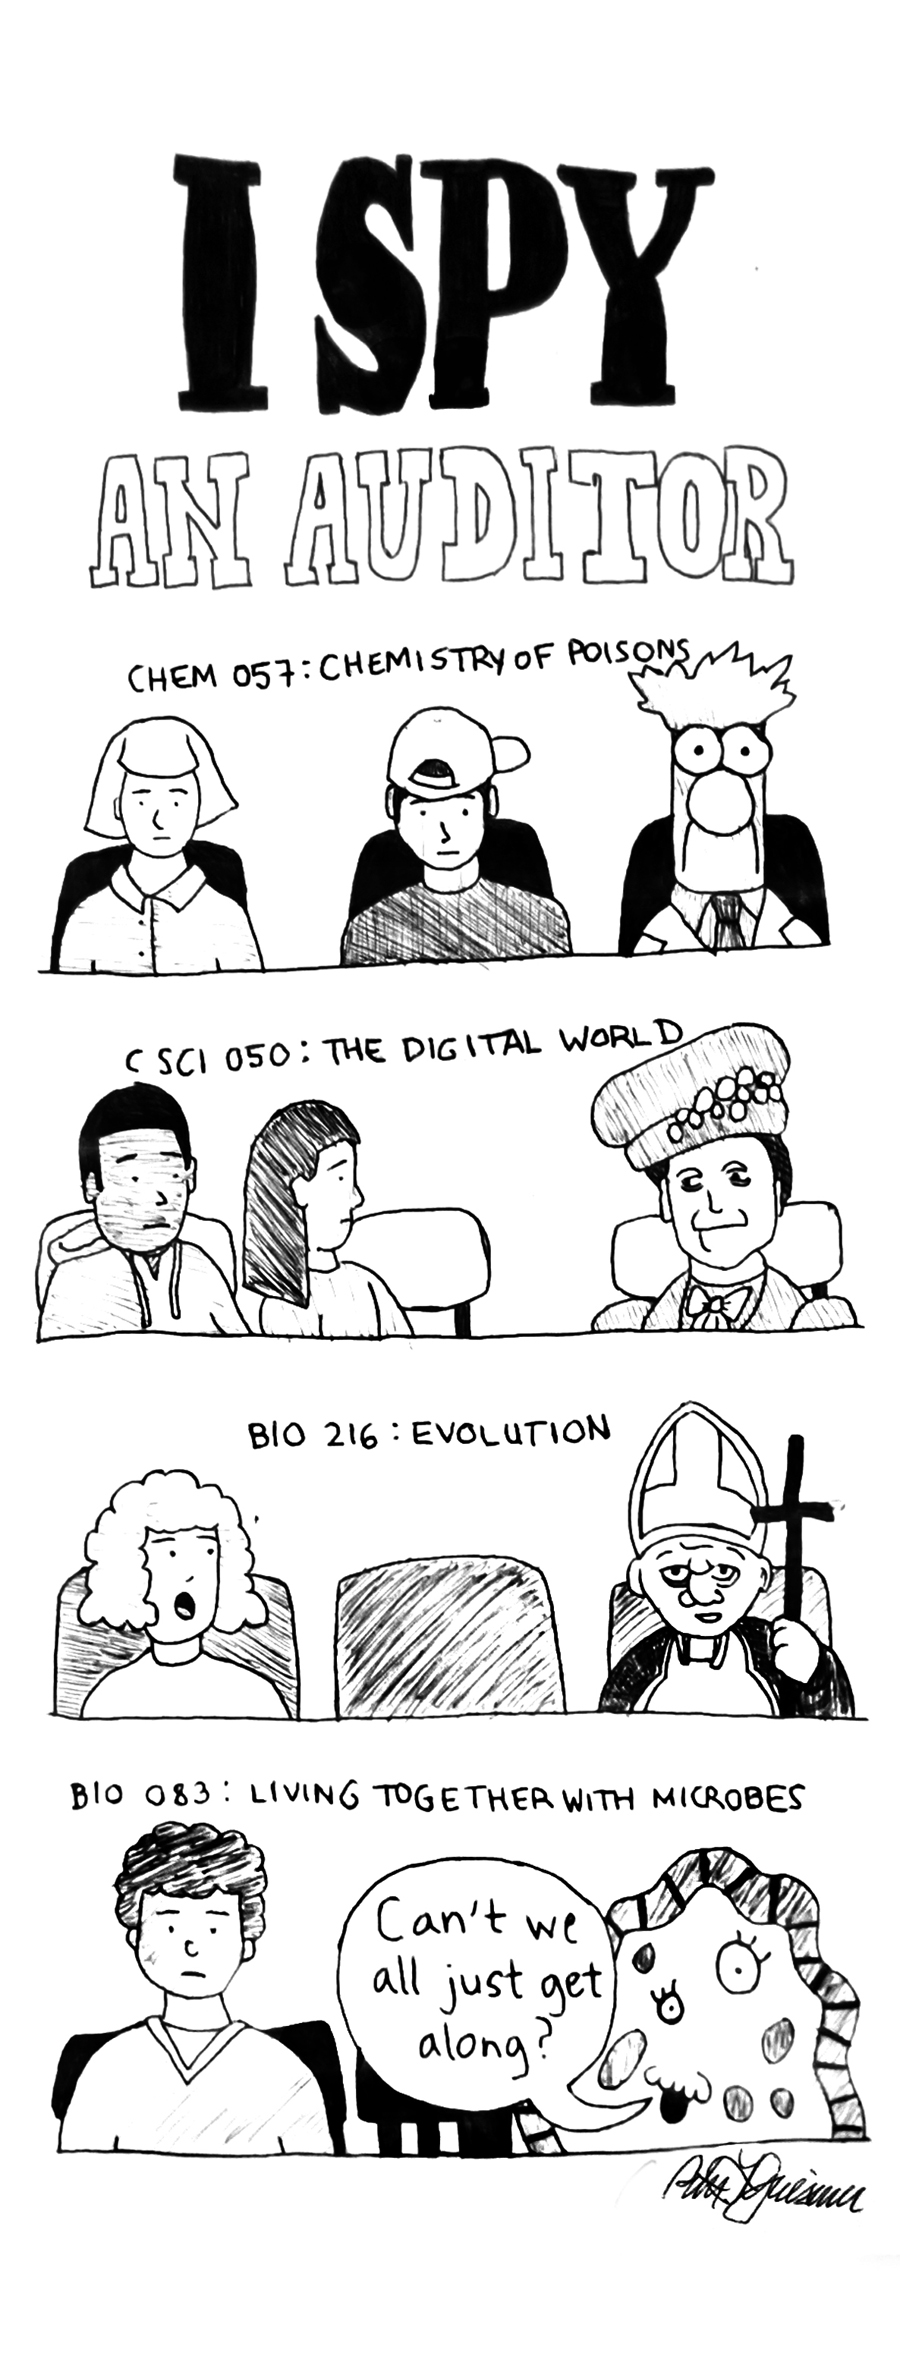 I SPY
AN AUDITOR
CHEM 057: CHEMISTRY OF POISONS
C SCI 050: THE DIGITAL WORLD
BIO 216: EVOLUTION
BIO 083: LIVING TOGETHER WITH MICROBES
Can't we
all just get
along?